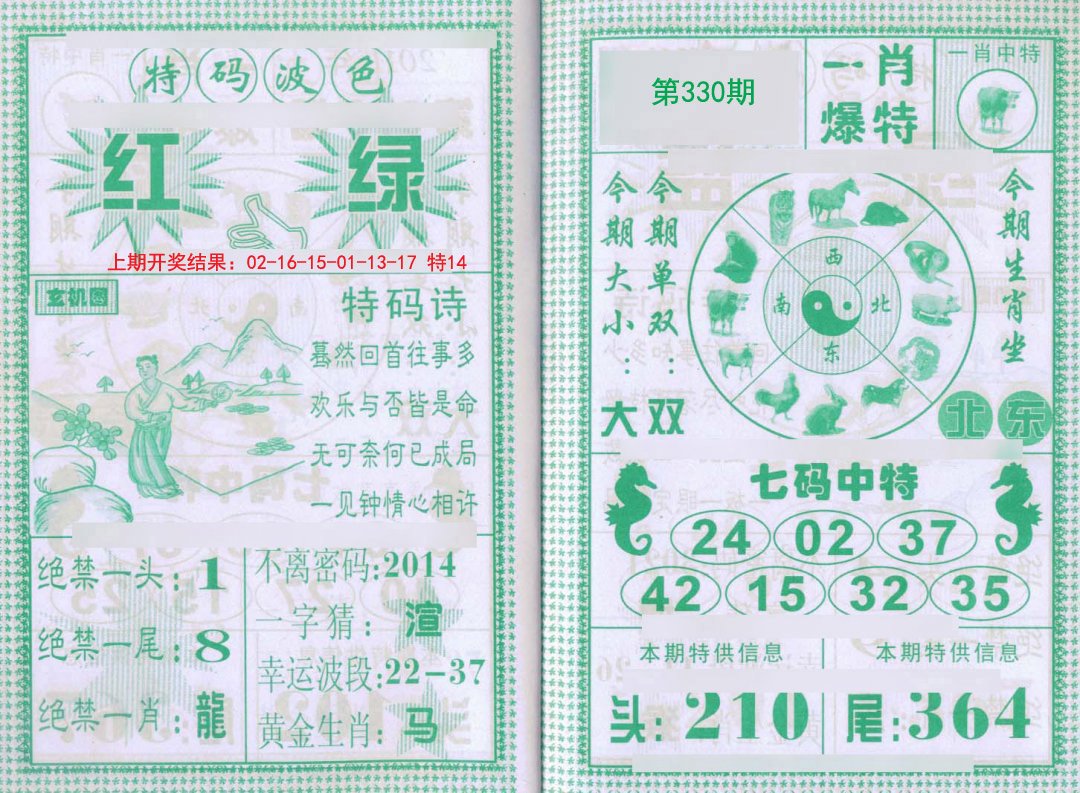 特码波色
红 绿
上期开奖结果：02-16-15-01-13-17 特14
玄机图
特码诗
蓦然回首往事多
欢乐与否皆是命
无可奈何已成局
一见钟情心相许
绝禁一头：1
绝禁一尾：8
绝禁一肖：龍
不离密码:2014
一字猜：渲
幸运波段:22-37
黄金生肖：马
第330期
一肖
爆特
一肖中特
今期大小：大
今期单双：双
西
南 北
东
今期生肖坐
北 东
七码中特
24 02 37
42 15 32 35
本期特供信息
头：210
本期特供信息
尾：364